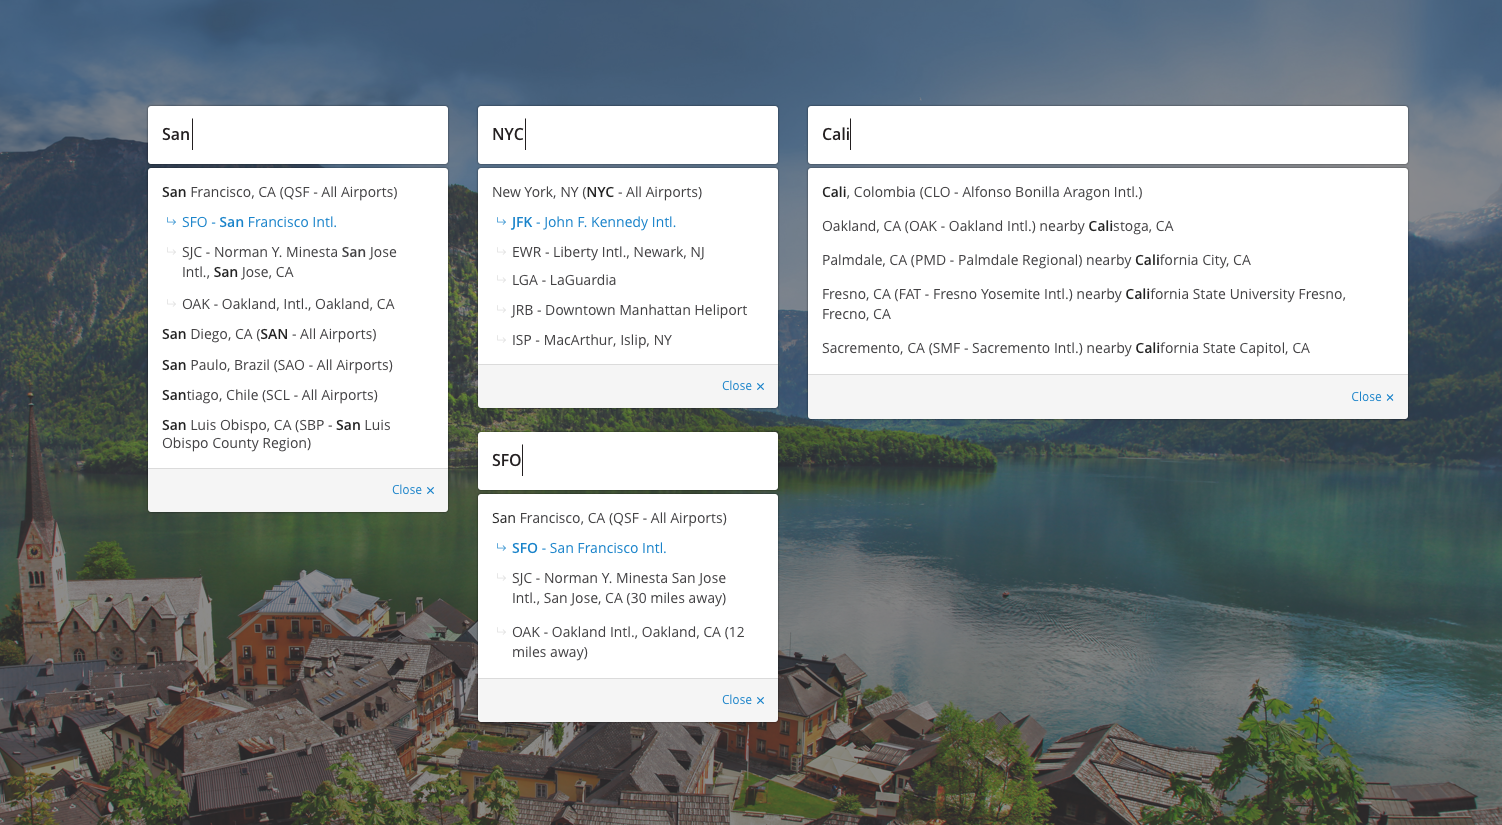 San
San Francisco, CA (QSF - All Airports)
SFO - San Francisco Intl.
SJC - Norman Y. Minesta San Jose
Intl., San Jose, CA
OAK - Oakland, Intl., Oakland, CA
San Diego, CA (SAN - All Airports)
San Paulo, Brazil (SAO - All Airports)
Santiago, Chile (SCL - All Airports)
San Luis Obispo, CA (SBP - San Luis
Obispo County Region)
Close ×
NYC
New York, NY (NYC - All Airports)
JFK - John F. Kennedy Intl.
EWR - Liberty Intl., Newark, NJ
LGA - LaGuardia
JRB - Downtown Manhattan Heliport
ISP - MacArthur, Islip, NY
Close ×
SFO
San Francisco, CA (QSF - All Airports)
SFO - San Francisco Intl.
SJC - Norman Y. Minesta San Jose
Intl., San Jose, CA (30 miles away)
OAK - Oakland Intl., Oakland, CA (12
miles away)
Close ×
Cali
Cali, Colombia (CLO - Alfonso Bonilla Aragon Intl.)
Oakland, CA (OAK - Oakland Intl.) nearby Calistoga, CA
Palmdale, CA (PMD - Palmdale Regional) nearby California City, CA
Fresno, CA (FAT - Fresno Yosemite Intl.) nearby California State University Fresno,
Frecno, CA
Sacremento, CA (SMF - Sacremento Intl.) nearby California State Capitol, CA
Close ×